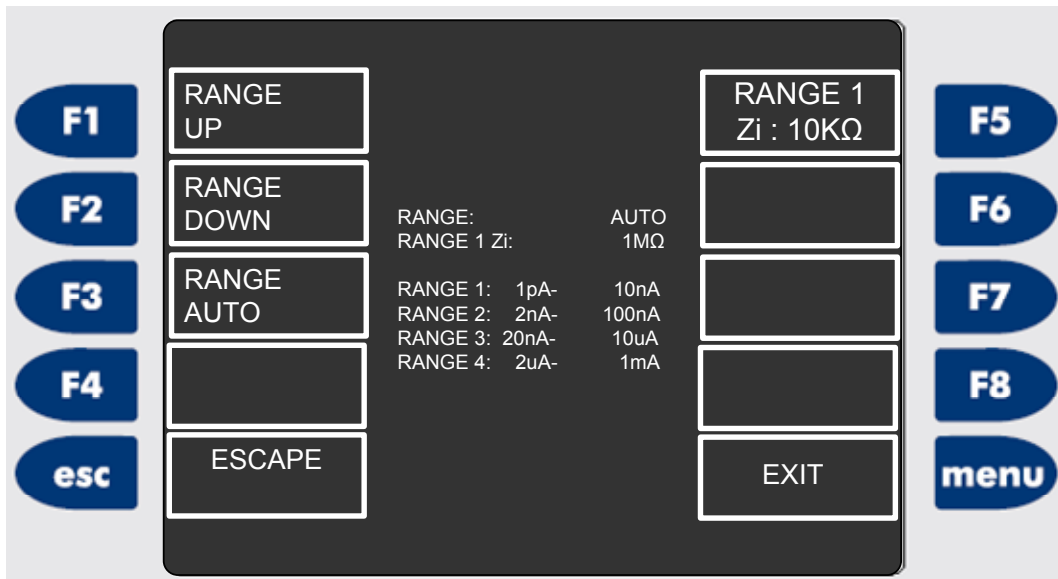 F1
RANGE
UP
F2
RANGE
DOWN
F3
RANGE
AUTO
F4
esc
ESCAPE
RANGE: AUTO
RANGE 1 Zi: 1MΩ
RANGE 1: 1pA- 10nA
RANGE 2: 2nA- 100nA
RANGE 3: 20nA- 10uA
RANGE 4: 2uA- 1mA
RANGE 1
Zi : 10KΩ
F5
F6
F7
F8
EXIT
menu